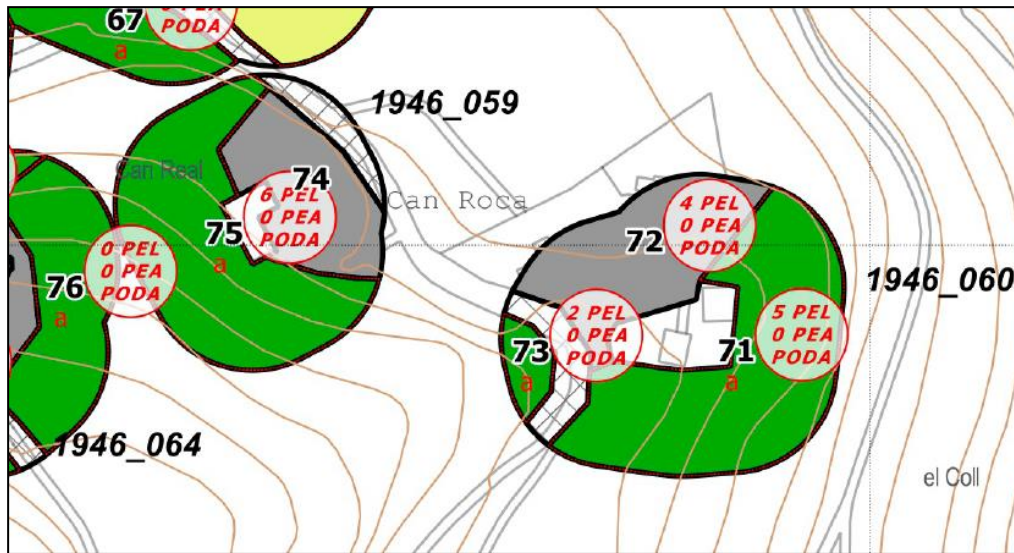 67
PODA
a
1946_059
Can Real
74
6 PEL
0 PEA
PODA
75
a
Can Roca
4 PEL
0 PEA
PODA
72
0 PEL
0 PEA
PODA
76
a
1946_060
2 PEL
0 PEA
PODA
73
a
5 PEL
0 PEA
PODA
71
a
1946_064
el Coll